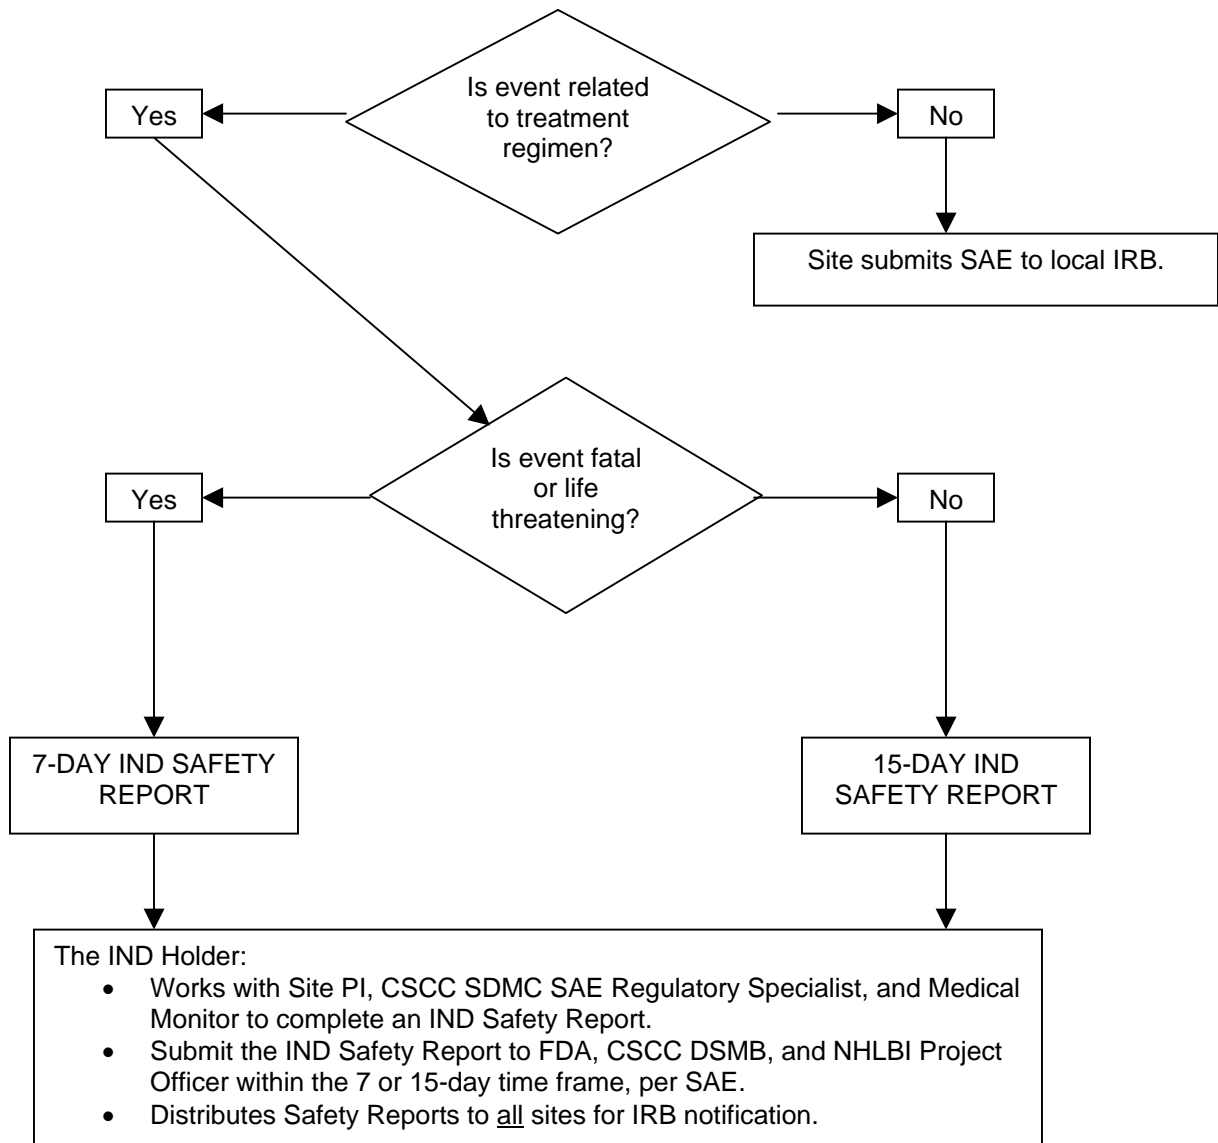 Is event related
to treatment
regimen?
Yes
No
Site submits SAE to local IRB.
Is event fatal
or life
threatening?
Yes
No
7-DAY IND SAFETY
REPORT
15-DAY IND
SAFETY REPORT
The IND Holder:
• Works with Site PI, CSCC SDMC SAE Regulatory Specialist, and Medical
Monitor to complete an IND Safety Report.
• Submit the IND Safety Report to FDA, CSCC DSMB, and NHLBI Project
Officer within the 7 or 15-day time frame, per SAE.
• Distributes Safety Reports to all sites for IRB notification.